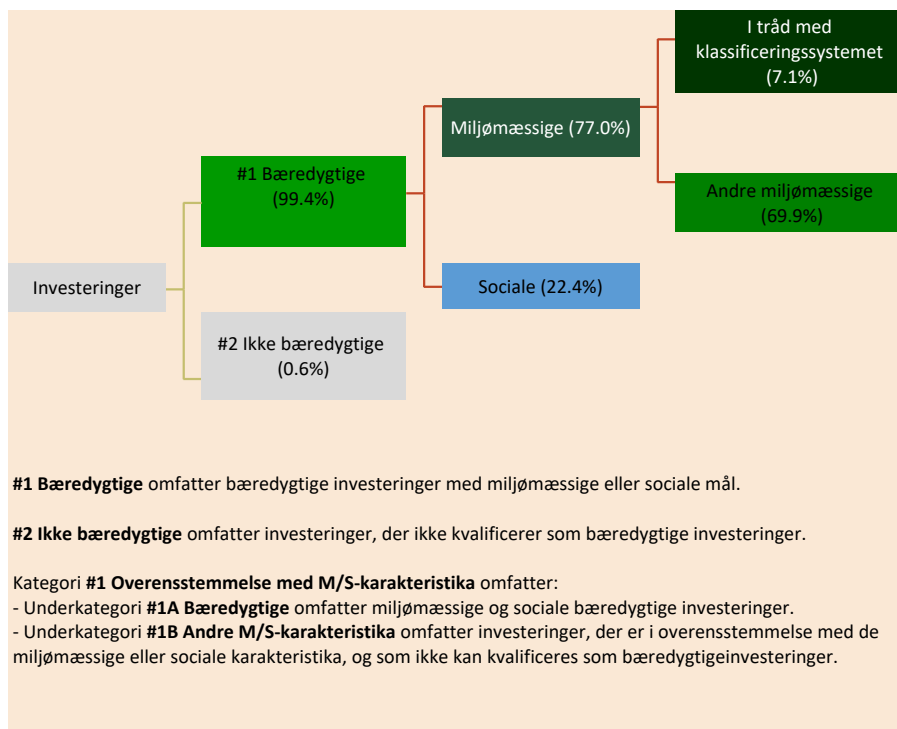 I tråd med
klassificeringssystemet
(7.1%)
Miljømæssige (77.0%)
#1 Bæredygtige
(99.4%)
Andre miljømæssige
(69.9%)
Investeringer
Sociale (22.4%)
#2 Ikke bæredygtige
(0.6%)
#1 Bæredygtige omfatter bæredygtige investeringer med miljømæssige eller sociale mål.
#2 Ikke bæredygtige omfatter investeringer, der ikke kvalificerer som bæredygtige investeringer.
Kategori #1 Overensstemmelse med M/S-karakteristika omfatter:
- Underkategori #1A Bæredygtige omfatter miljømæssige og sociale bæredygtige investeringer.
- Underkategori #1B Andre M/S-karakteristika omfatter investeringer, der er i overensstemmelse med de
miljømæssige eller sociale karakteristika, og som ikke kan kvalificeres som bæredygtigeinvesteringer.